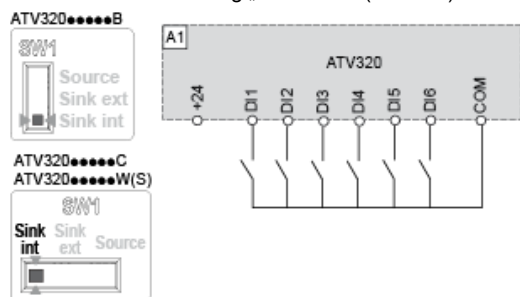 ATV320●●●●●B
SW1
Source
Sink ext
Sink int
A1
ATV320
+24
DI1
DI2
DI3
DI4
DI5
DI6
COM
ATV320●●●●●C
ATV320●●●●●W(S)
SW1
Sink int
Sink ext
Source